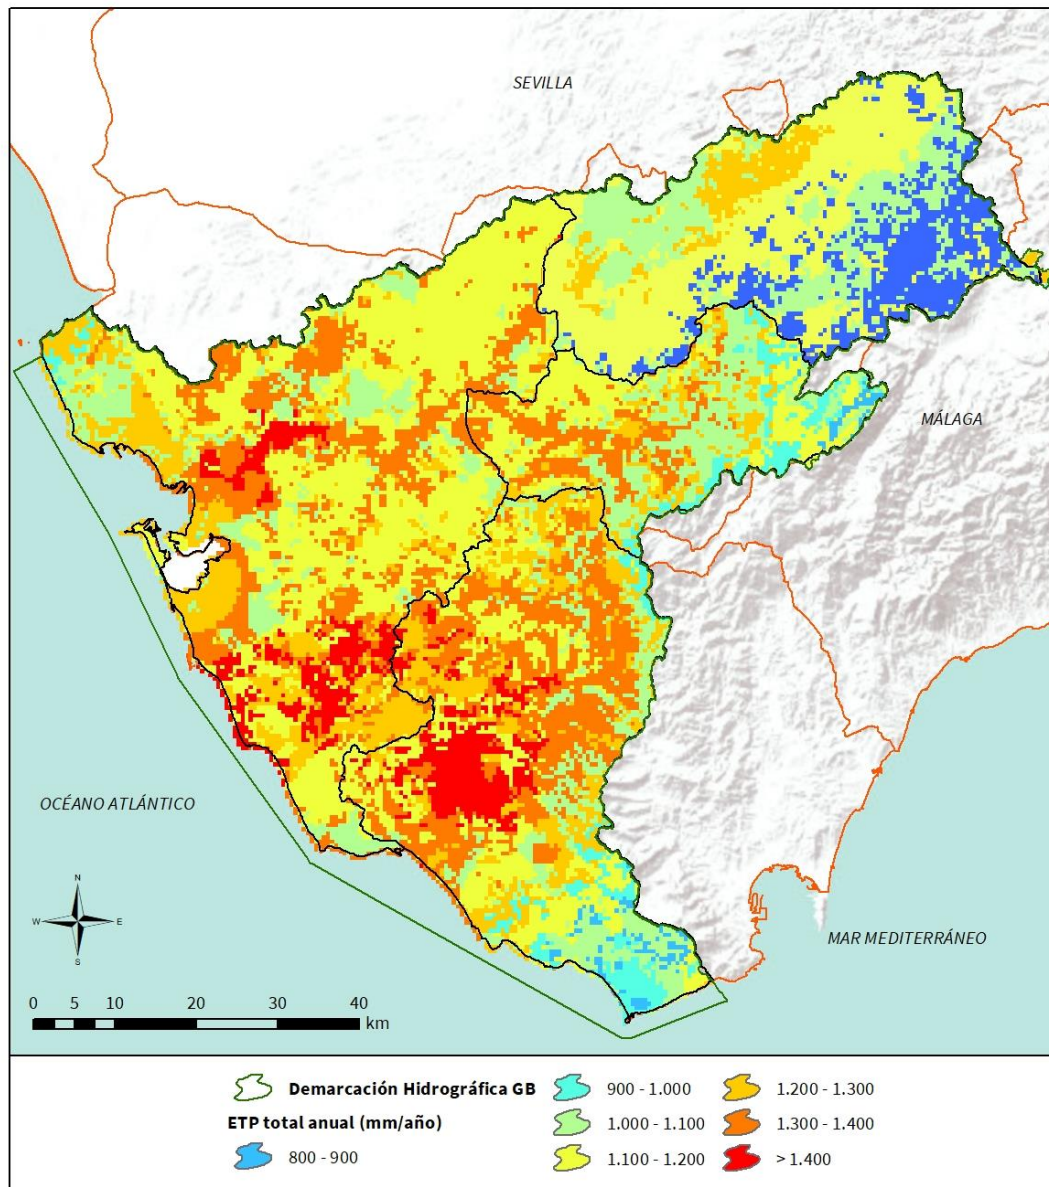 SEVILLA
MÁLAGA
OCÉANO ATLÁNTICO
N
W E
S
MAR MEDITERRÁNEO
0 5 10 20 30 40
km
Demarcación Hidrográfica GB
ETP total anual (mm/año)
800 - 900
900 - 1.000
1.000 - 1.100
1.100 - 1.200
1.200 - 1.300
1.300 - 1.400
> 1.400